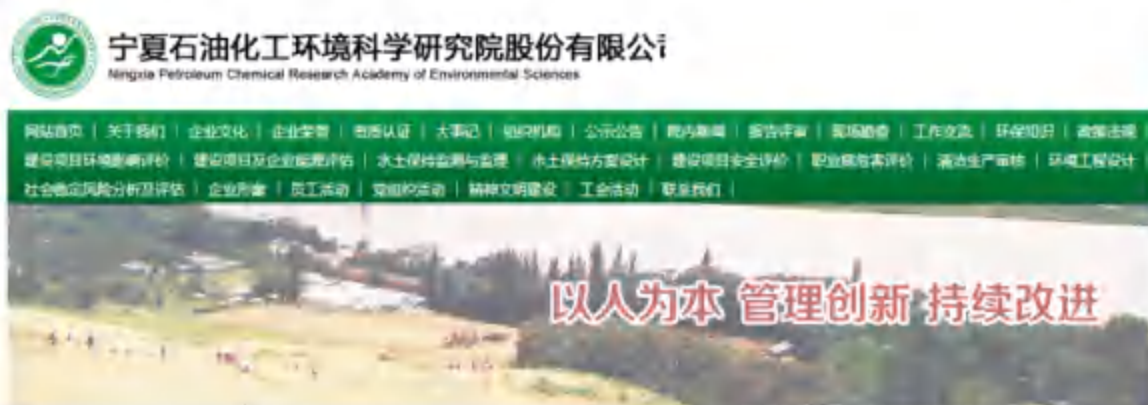 宁夏石油化工环境科学研究院股份有限公司
Ningxia Petroleum Chemical Research Academy of Environmental Sciences
网站首页 | 关于我们 | 企业文化 | 企业荣誉 | 资质认证 | 大事记 | 组织机构 | 公示公告 | 院内新闻 | 报告评审 | 现场勘查 | 工作交流 | 环保知识 | 政策法规
建设项目环境影响评价 | 建设项目及企业能源评估 | 水土保持监测与监理 | 水土保持方案设计 | 建设项目安全评价 | 职业病危害评价 | 清洁生产审核 | 环境工程设计
社会稳定风险分析及评估 | 企业形象 | 员工活动 | 党组织活动 | 精神文明建设 | 工会活动 | 联系我们 |
以人为本 管理创新 持续改进